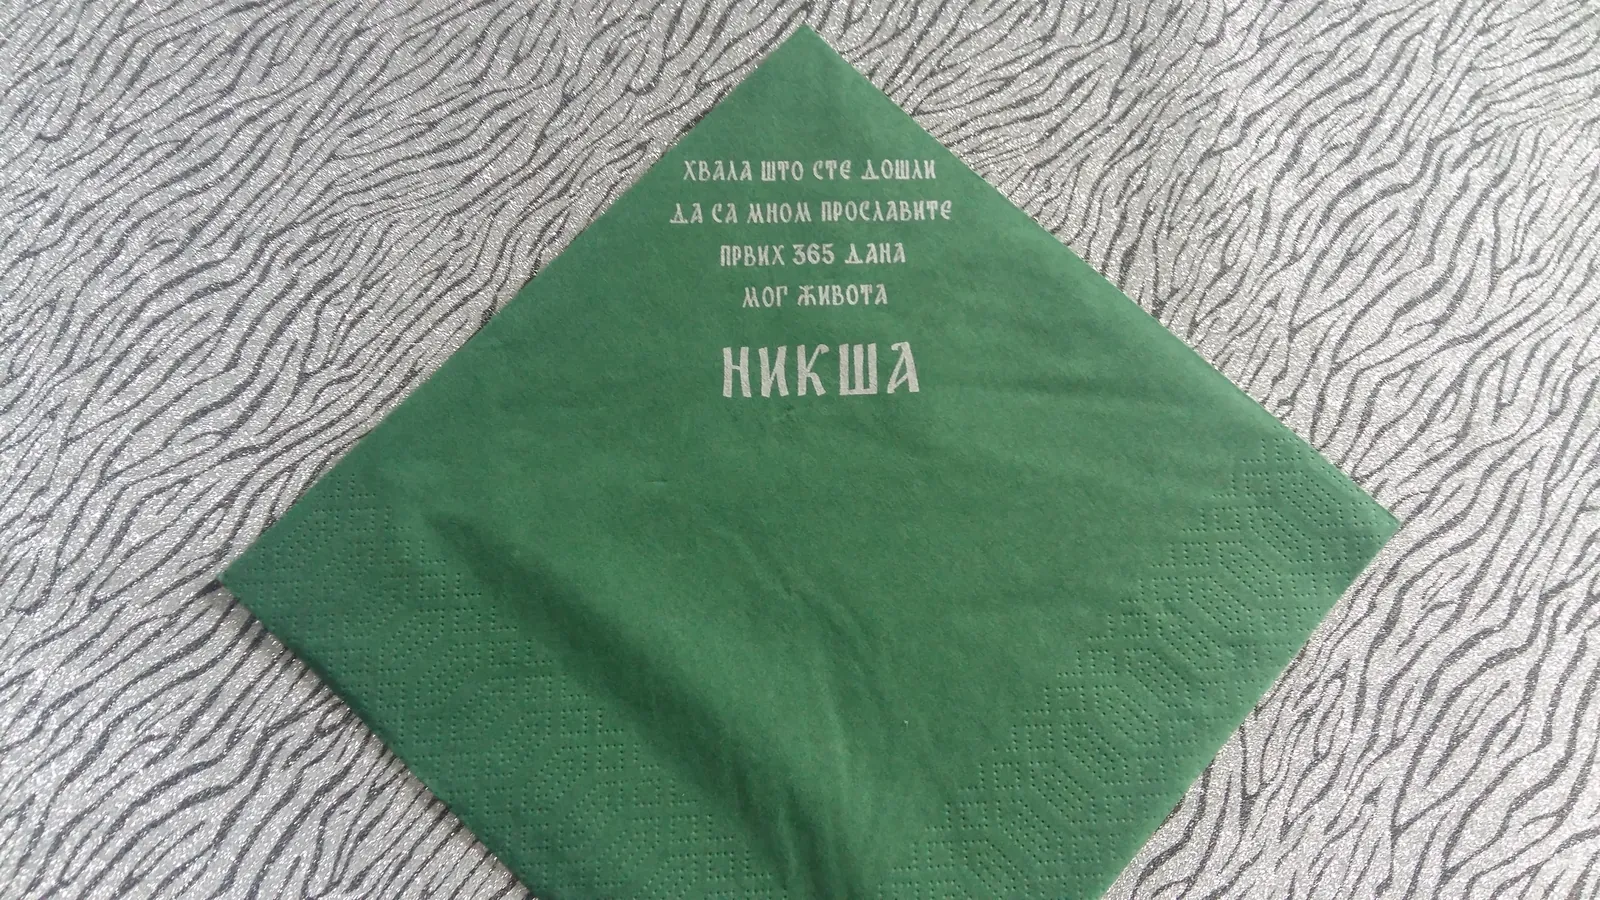 ХВАЛА ШТО СТЕ ДОШЛИ
ДА СА МНОМ ПРОСЛАВИТЕ
ПРВИХ 365 ДАНА
МОГ ЖИВОТА
НИКША